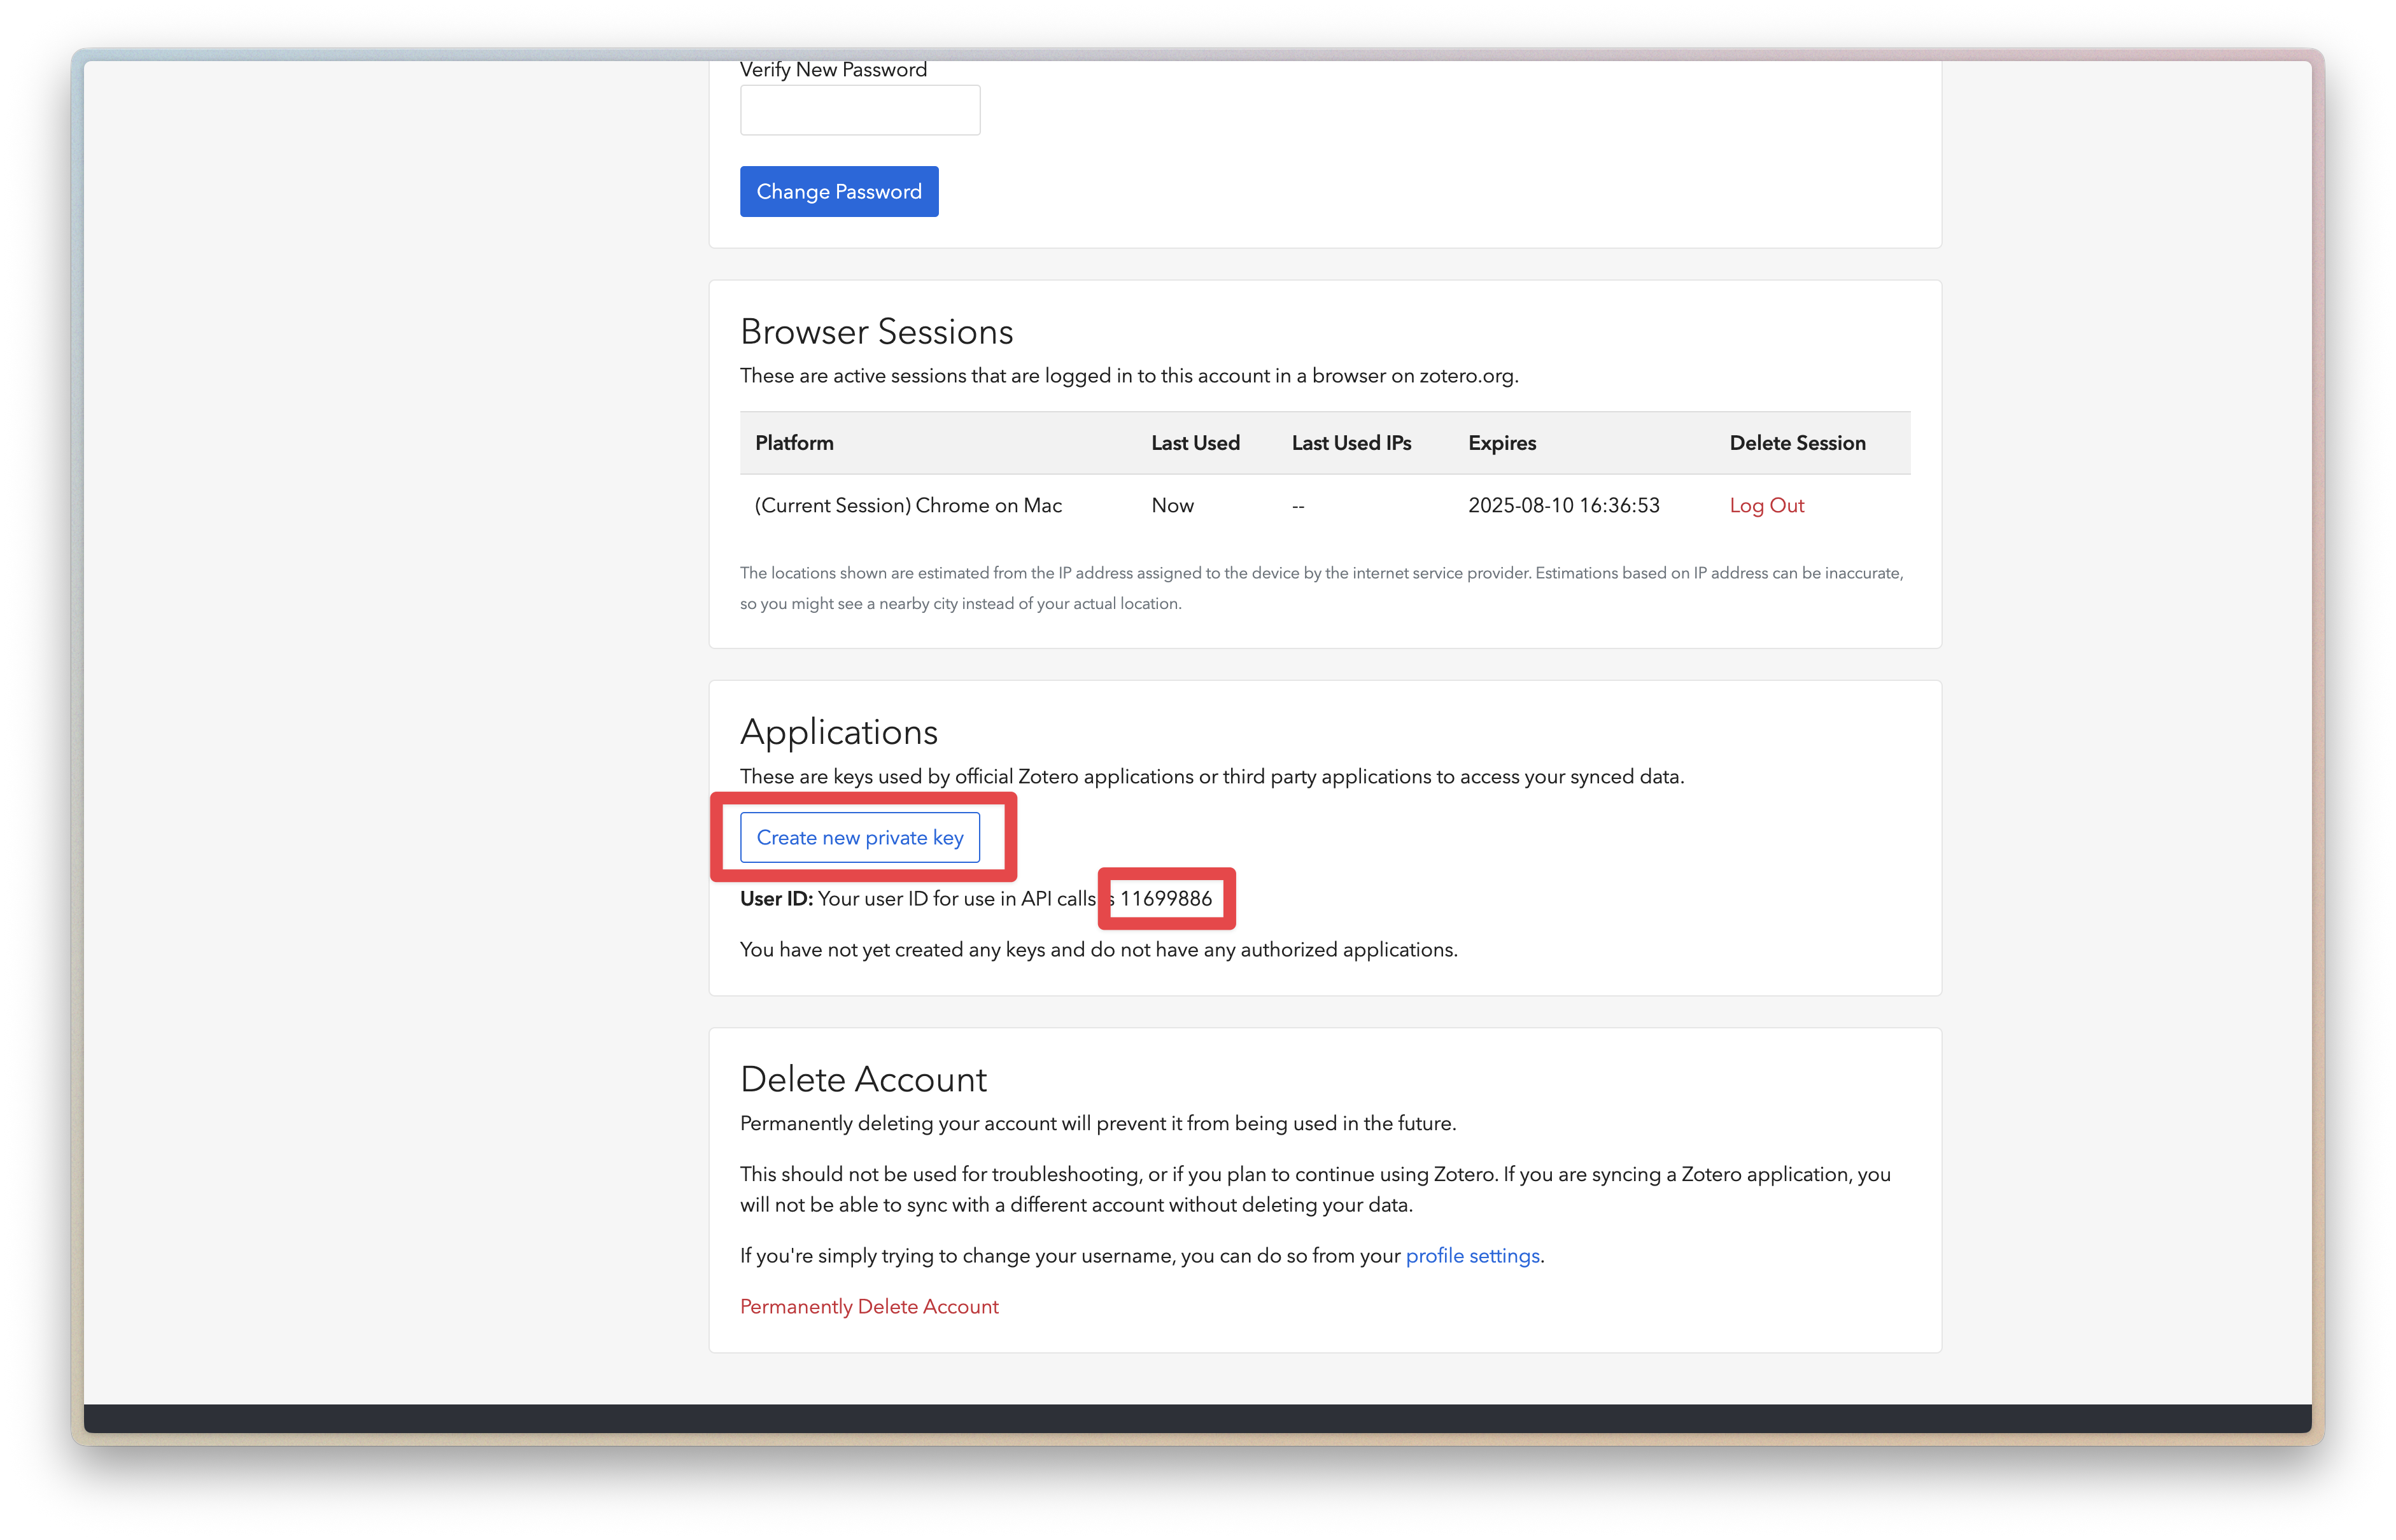 Verify New Password
Change Password
Browser Sessions
These are active sessions that are logged in to this account in a browser on zotero.org.
Platform Last Used Last Used IPs Expires Delete Session
(Current Session) Chrome on Mac Now -- 2025-08-10 16:36:53 Log Out
The locations shown are estimated from the IP address assigned to the device by the internet service provider. Estimations based on IP address can be inaccurate,
so you might see a nearby city instead of your actual location.
Applications
These are keys used by official Zotero applications or third party applications to access your synced data.
Create new private key
User ID: Your user ID for use in API calls 11699886
You have not yet created any keys and do not have any authorized applications.
Delete Account
Permanently deleting your account will prevent it from being used in the future.
This should not be used for troubleshooting, or if you plan to continue using Zotero. If you are syncing a Zotero application, you
will not be able to sync with a different account without deleting your data.
If you're simply trying to change your username, you can do so from your profile settings.
Permanently Delete Account